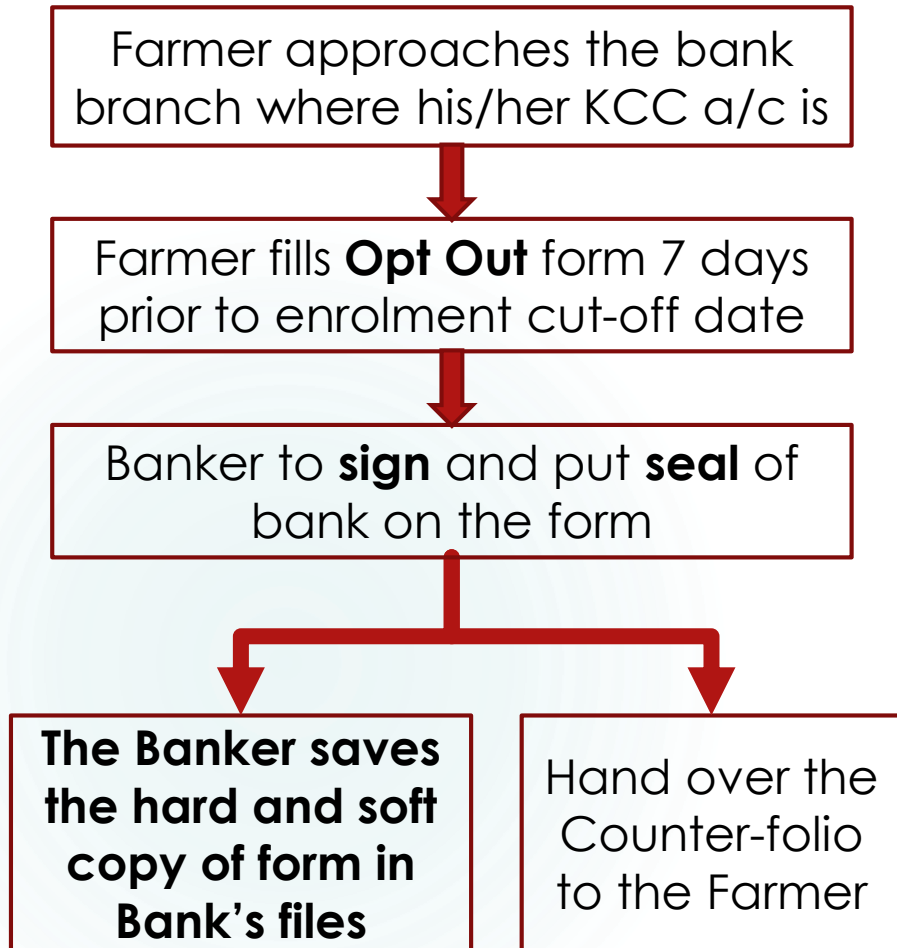 Farmer approaches the bank
branch where his/her KCC a/c is
Farmer fills Opt Out form 7 days
prior to enrolment cut-off date
Banker to sign and put seal of
bank on the form
The Banker saves
the hard and soft
copy of form in
Bank’s files
Hand over the
Counter-folio
to the Farmer